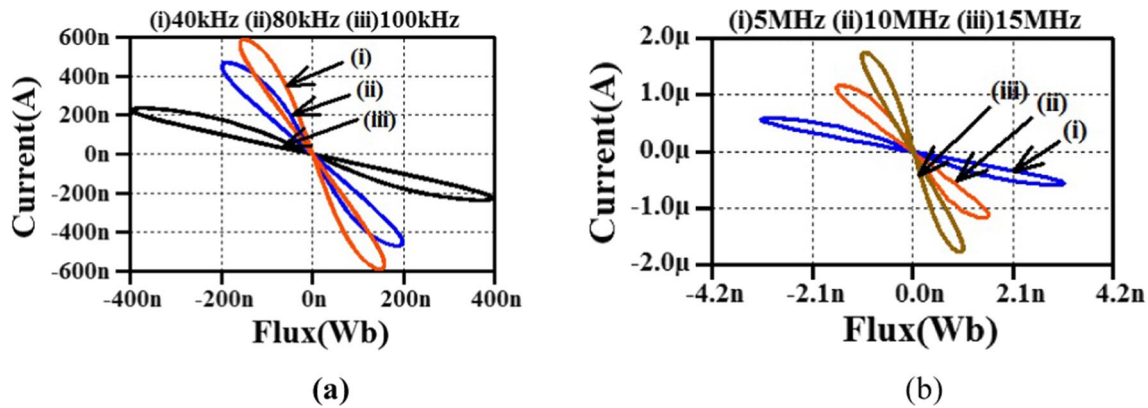 (i)40kHz (ii)80kHz (iii)100kHz
600n
400n
200n
0n
-200n
-400n
-600n
Current(A)
(i)
(ii)
(iii)
-400n -200n 0n 200n 400n
Flux(Wb)
(a)
(i)5MHz (ii)10MHz (iii)15MHz
2.0µ
1.0µ
0.0µ
-1.0µ
-2.0µ
Current(A)
(iii)
(ii)
(i)
-4.2n -2.1n 0.0n 2.1n 4.2n
Flux(Wb)
(b)